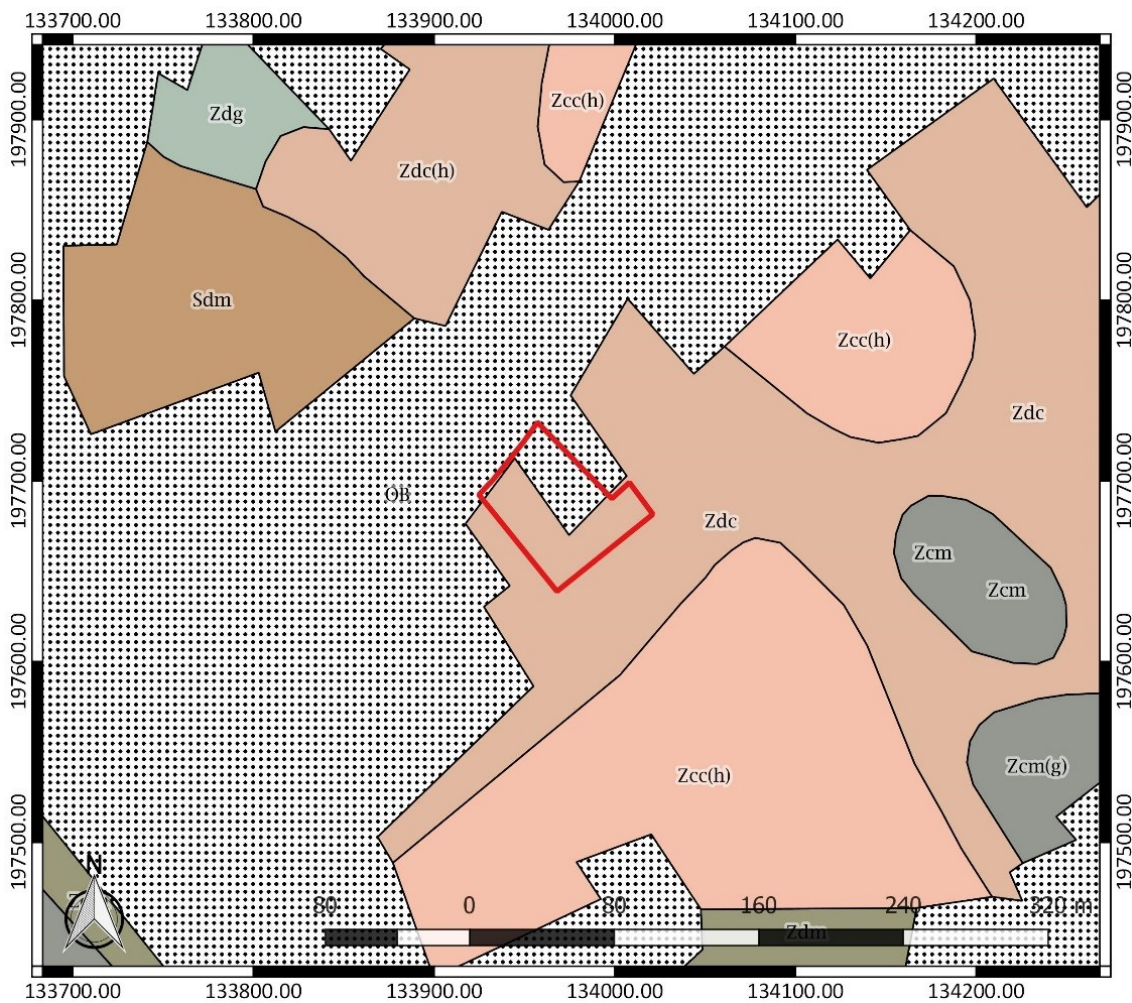 133700.00 133800.00 133900.00 134000.00 134100.00 134200.00
197900.00 197900.00
Zdg
Zcc(h)
Zdc(h)
Sdm
197800.00 197800.00
Zcc(h)
Zdc
197700.00 197700.00
OB
Zdc
Zcm
Zcm
197600.00 197600.00
Zcm(g)
Zcc(h)
197500.00 197500.00
N
80 0 80 160 240 320 m
Zdm
133700.00 133800.00 133900.00 134000.00 134100.00 134200.00